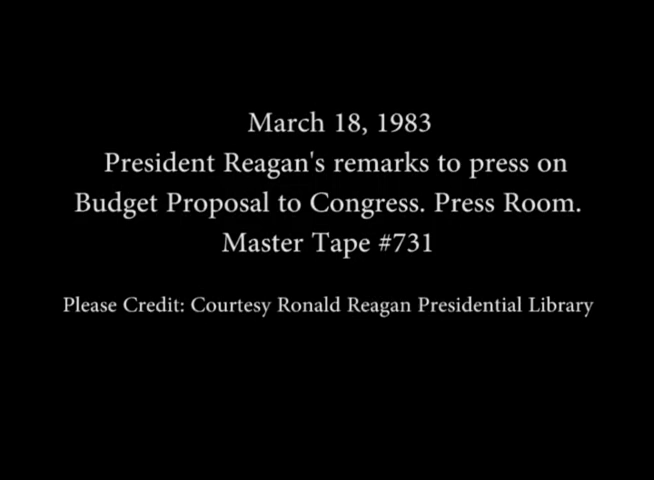 March 18, 1983
President Reagan's remarks to press on
Budget Proposal to Congress. Press Room.
Master Tape #731
Please Credit: Courtesy Ronald Reagan Presidential Library